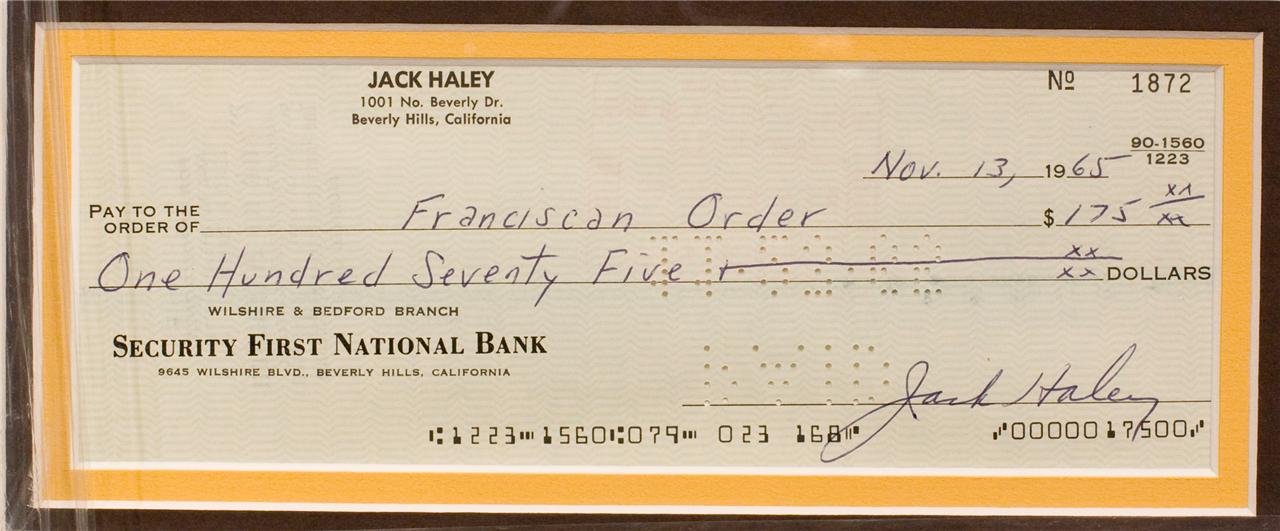 JACK HALEY
1001 No. Beverly Dr.
Beverly Hills, California
Nº 1872
90-1560
1223
Nov. 13, 1965
PAY TO THE
ORDER OF Franciscan Order $ 175 xx/xx
One Hundred Seventy Five + xx/xx DOLLARS
WILSHIRE & BEDFORD BRANCH
SECURITY FIRST NATIONAL BANK
9645 WILSHIRE BLVD., BEVERLY HILLS, CALIFORNIA
Jack Haley
⑆1223⑉1560⑆079⑉ 023 168⑈ ⑇0000017500⑇